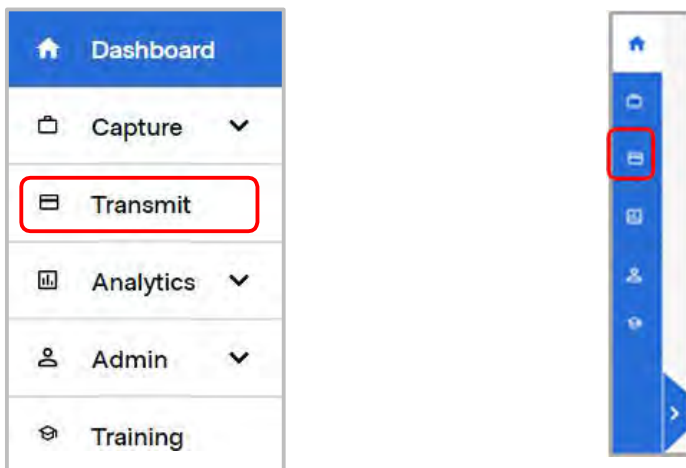 Dashboard
Capture
Transmit
Analytics
Admin
Training